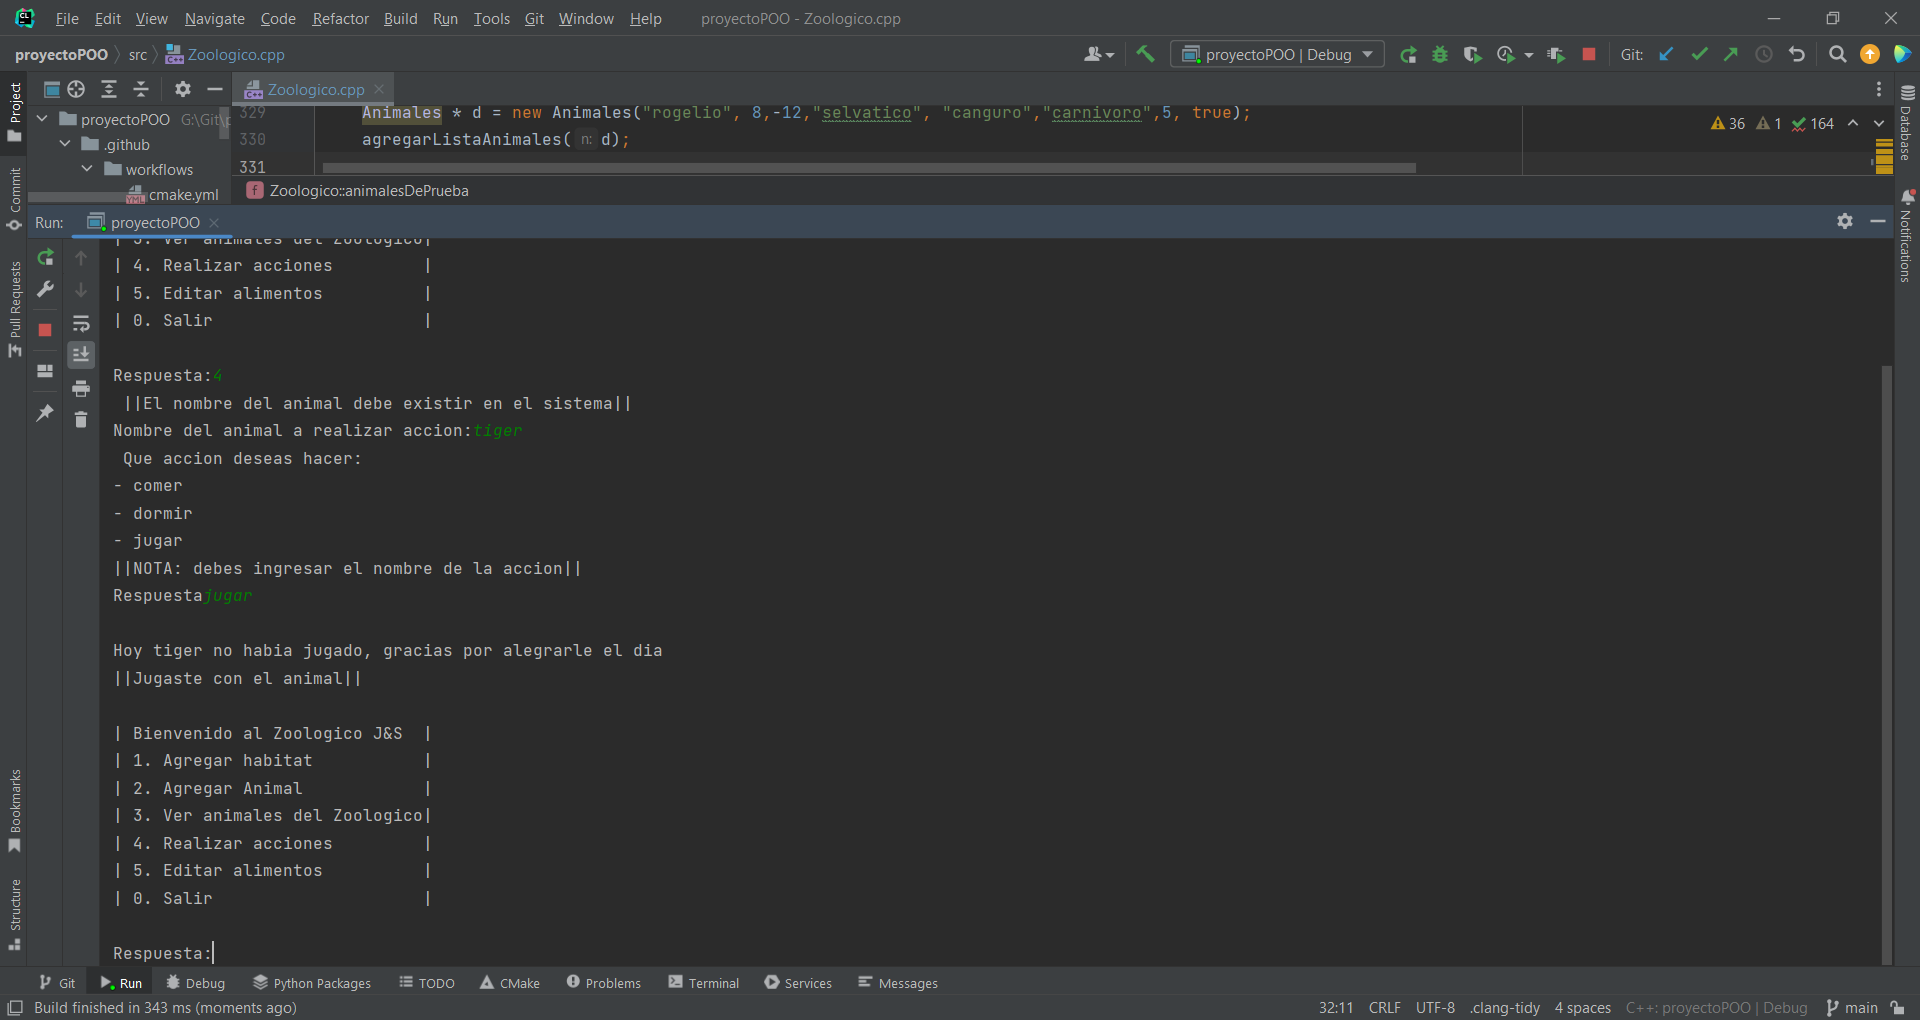 File Edit View Navigate Code Refactor Build Run Tools Git Window Help proyectoPOO - Zoologico.cpp
proyectoPOO src Zoologico.cpp proyectoPOO | Debug Git:
Project
Zoologico.cpp
proyectoPOO G:\Git\p
.github
workflows
cmake.yml
329 Animales * d = new Animales("rogelio", 8,-12,"selvatico", "canguro","carnivoro",5, true);
330 agregarListaAnimales( n: d);
331
36 1 164
Zoologico::animalesDePrueba
Database
Notifications
Commit
Pull Requests
Bookmarks
Structure
Run: proyectoPOO
| 3. Ver animales del Zoologico|
| 4. Realizar acciones |
| 5. Editar alimentos |
| 0. Salir |
Respuesta:4
||El nombre del animal debe existir en el sistema||
Nombre del animal a realizar accion:tiger
Que accion deseas hacer:
- comer
- dormir
- jugar
||NOTA: debes ingresar el nombre de la accion||
Respuestajugar
Hoy tiger no habia jugado, gracias por alegrarle el dia
||Jugaste con el animal||
| Bienvenido al Zoologico J&S |
| 1. Agregar habitat |
| 2. Agregar Animal |
| 3. Ver animales del Zoologico|
| 4. Realizar acciones |
| 5. Editar alimentos |
| 0. Salir |
Respuesta:
Git Run Debug Python Packages TODO CMake Problems Terminal Services Messages
Build finished in 343 ms (moments ago) 32:11 CRLF UTF-8 .clang-tidy 4 spaces C++: proyectoPOO | Debug main